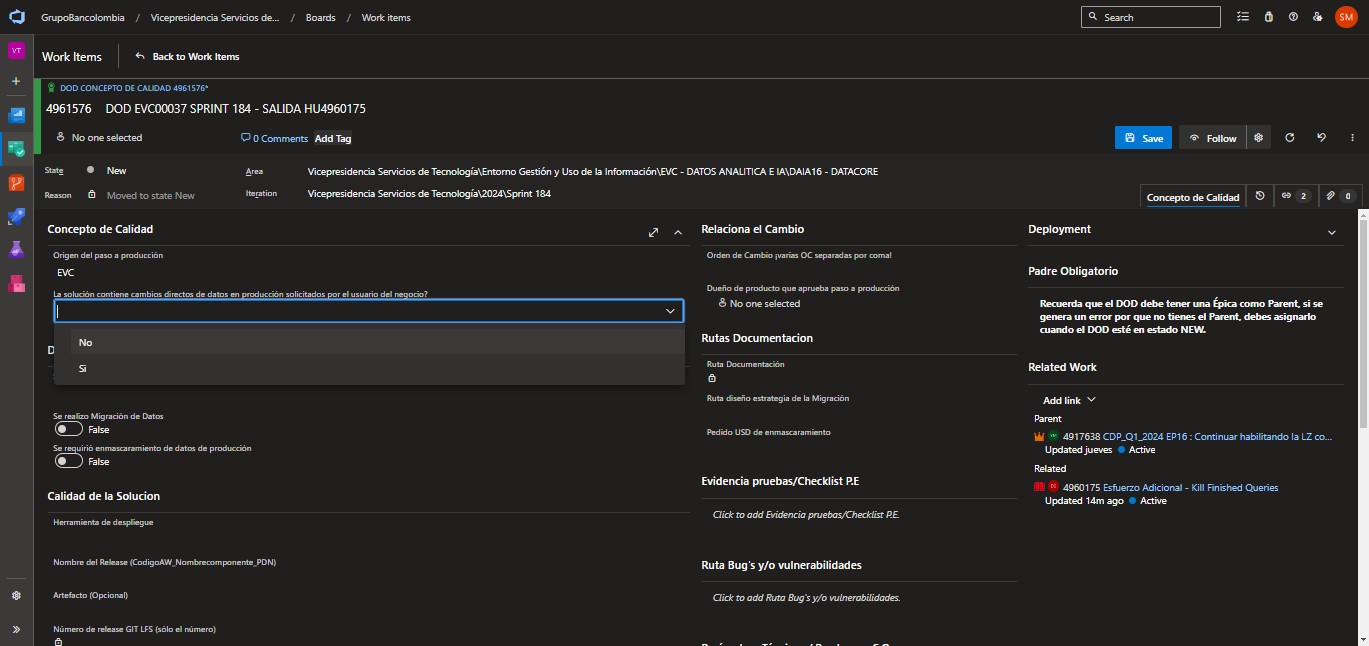 GrupoBancolombia / Vicepresidencia Servicios de... / Boards / Work items
Search
SM
VT
Work Items
Back to Work Items
DOD CONCEPTO DE CALIDAD 4961576*
4961576 DOD EVC00037 SPRINT 184 - SALIDA HU4960175
No one selected
0 Comments
Add Tag
Save
Follow
State
New
Area
Vicepresidencia Servicios de Tecnología\Entorno Gestión y Uso de la Información\EVC - DATOS ANALITICA E IA\DAIA16 - DATACORE
Reason
Moved to state New
Iteration
Vicepresidencia Servicios de Tecnología\2024\Sprint 184
Concepto de Calidad
2
0
Concepto de Calidad
Origen del paso a producción
EVC
La solución contiene cambios directos de datos en producción solicitados por el usuario del negocio?
No
Si
D
Se realizo Migración de Datos
False
Se requirió enmascaramiento de datos de producción
False
Calidad de la Solucion
Herramienta de despliegue
Nombre del Release (CodigoAW_Nombrecomponente_PDN)
Artefacto (Opcional)
Número de release GIT LFS (sólo el número)
Relaciona el Cambio
Orden de Cambio ¡varias OC separadas por coma!
Dueño de producto que aprueba paso a producción
No one selected
Rutas Documentacion
Ruta Documentación
Ruta diseño estrategia de la Migración
Pedido USD de enmascaramiento
Evidencia pruebas/Checklist P.E
Click to add Evidencia pruebas/Checklist P.E.
Ruta Bug's y/o vulnerabilidades
Click to add Ruta Bug's y/o vulnerabilidades.
Deployment
Padre Obligatorio
Recuerda que el DOD debe tener una Épica como Parent, si se
genera un error por que no tienes el Parent, debes asignarlo
cuando el DOD esté en estado NEW.
Related Work
Add link
Parent
4917638 CDP_Q1_2024 EP16 : Continuar habilitando la LZ co...
Updated jueves Active
Related
4960175 Esfuerzo Adicional - Kill Finished Queries
Updated 14m ago Active